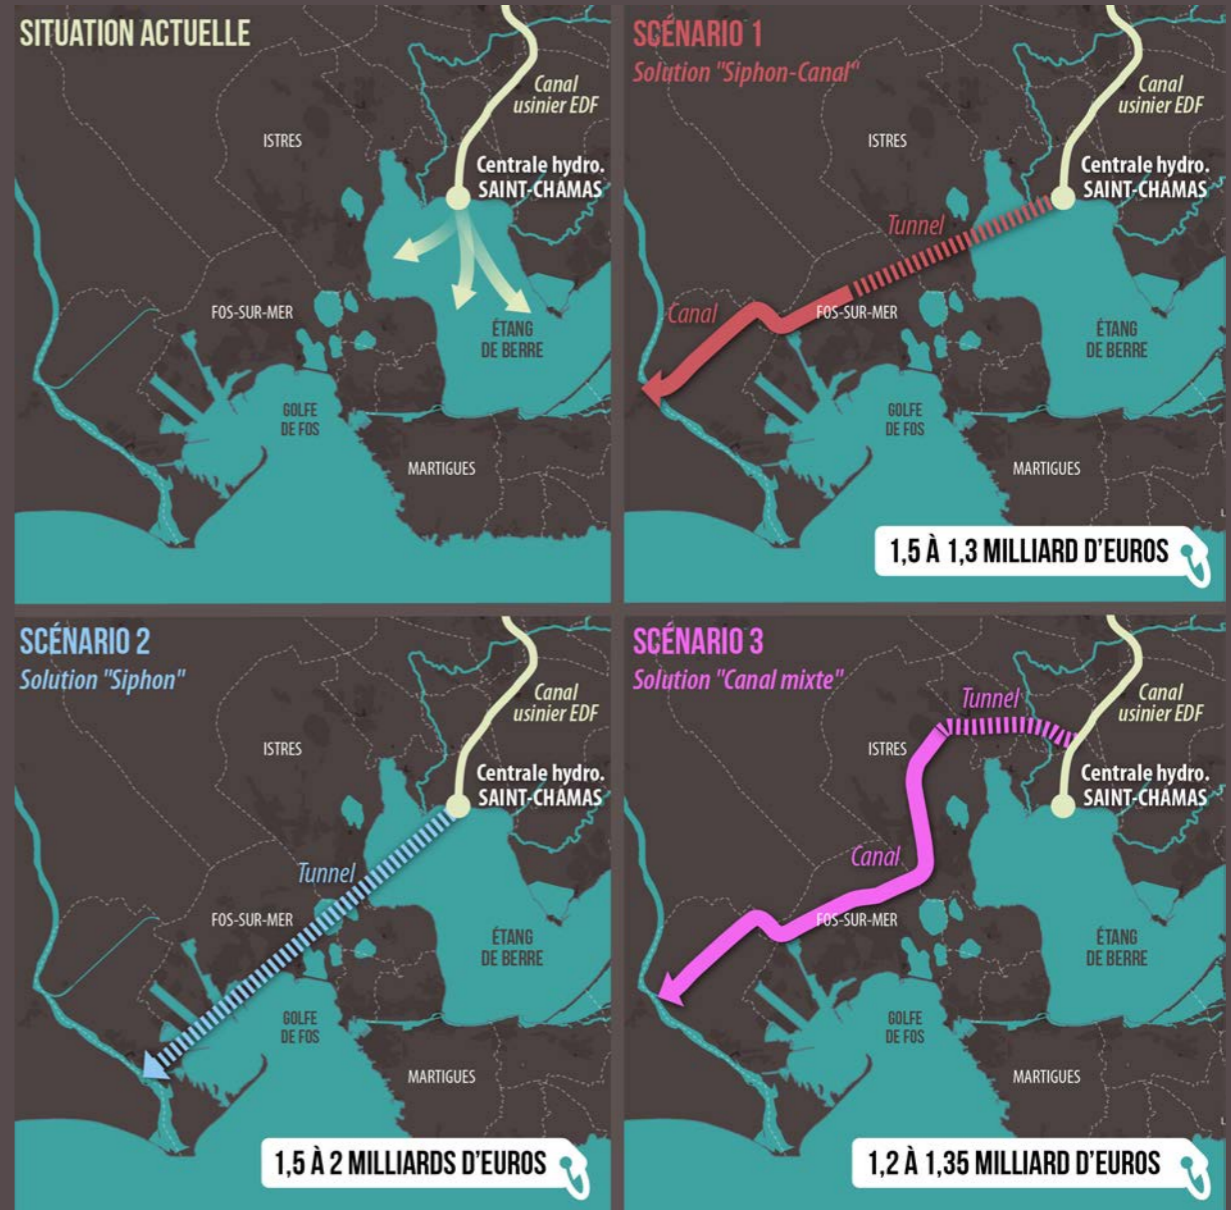 SITUATION ACTUELLE
Canal
usinier EDF
ISTRES
Centrale hydro.
SAINT-CHAMAS
FOS-SUR-MER
ÉTANG
DE BERRE
GOLFE
DE FOS
MARTIGUES
SCÉNARIO 1
Solution "Siphon-Canal"
Canal
usinier EDF
ISTRES
Centrale hydro.
SAINT-CHAMAS
Tunnel
Canal
FOS-SUR-MER
ÉTANG
DE BERRE
GOLFE
DE FOS
MARTIGUES
L
1,5 À 1,3 MILLIARD D'EUROS
SCÉNARIO 2
Solution "Siphon"
Canal
usinier EDF
ISTRES
Centrale hydro.
SAINT-CHAMAS
Tunnel
FOS-SUR-MER
ÉTANG
DE BERRE
GOLFE
DE FOS
MARTIGUES
1,5 À 2 MILLIARDS D'EUROS
SCÉNARIO 3
Solution "Canal mixte"
Tunnel
Canal
usinier EDF
ISTRES
Centrale hydro.
SAINT-CHAMAS
Canal
FOS-SUR-MER
ÉTANG
DE BERRE
GOLFE
DE FOS
MARTIGUES
L
1,2 À 1,35 MILLIARD D'EUROS